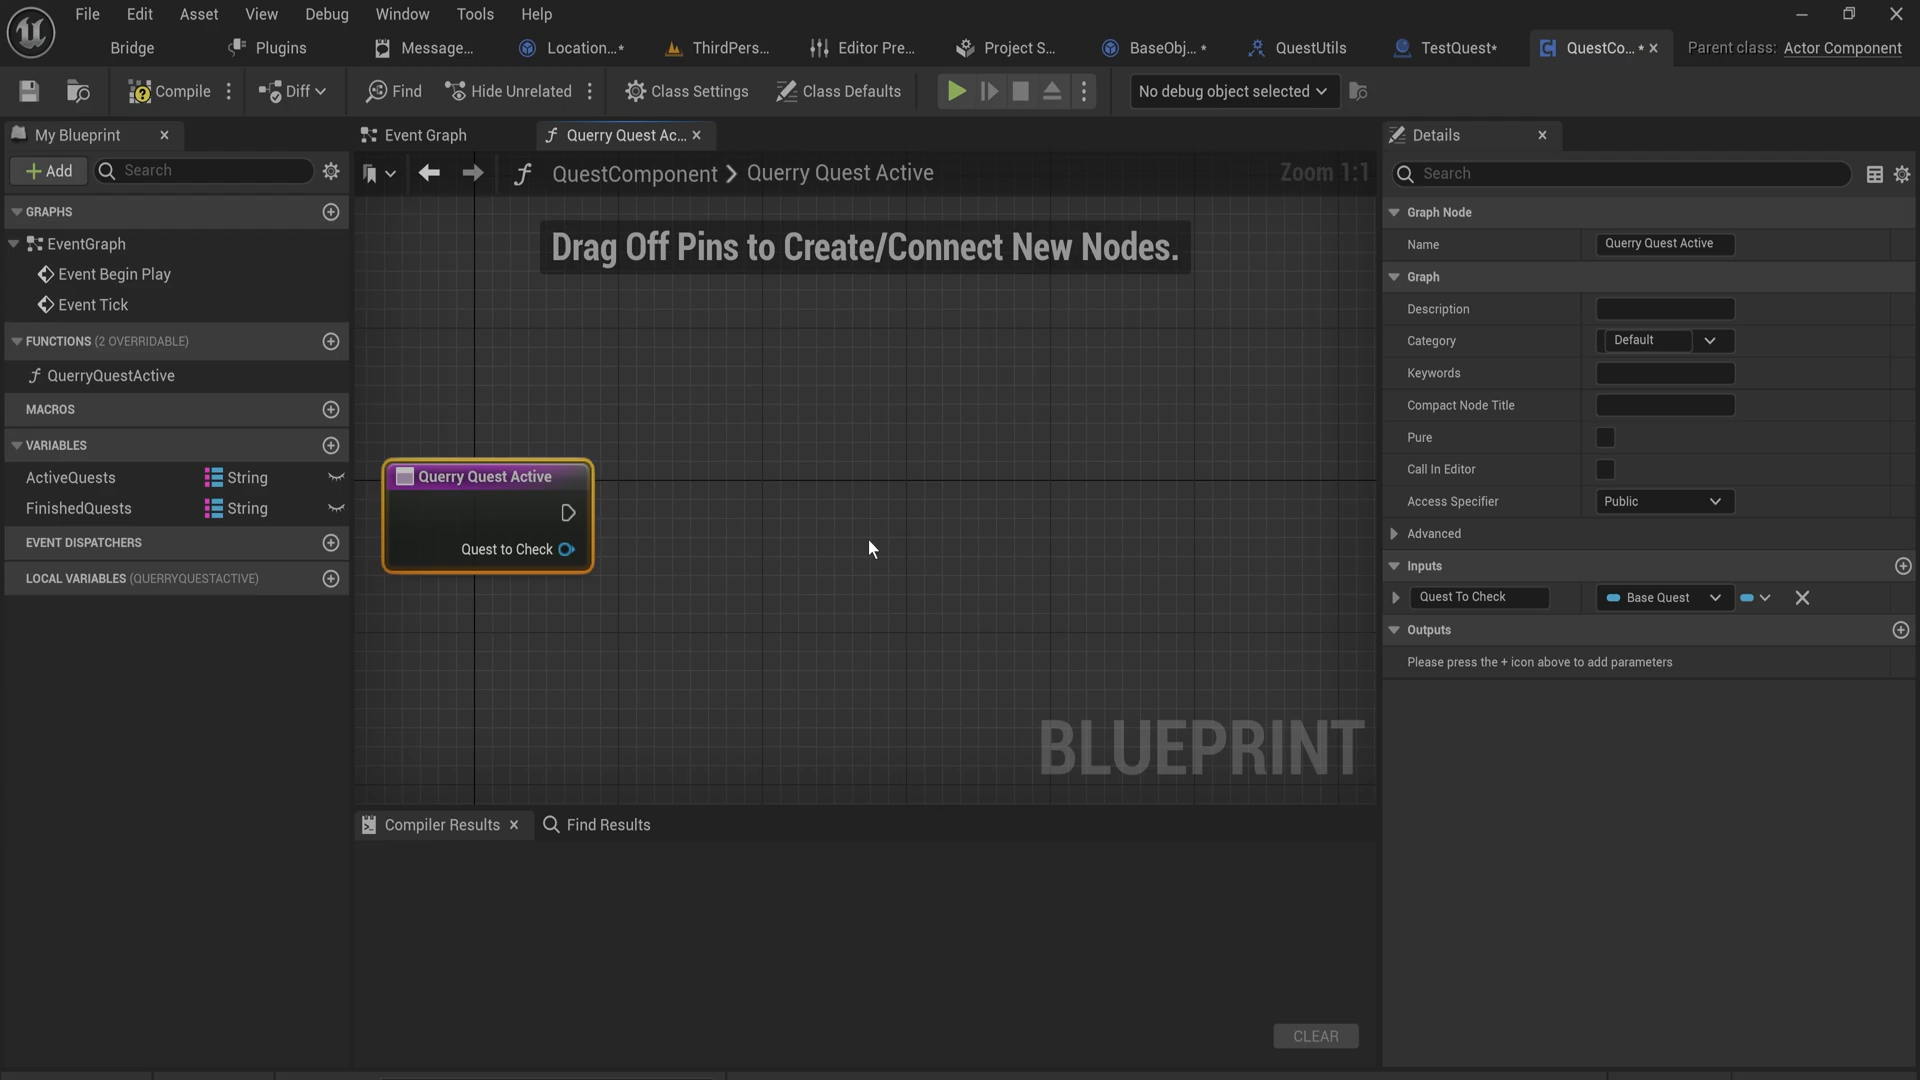 File Edit Asset View Debug Window Tools Help
Bridge Plugins Message... Location...* ThirdPers... Editor Pre... Project S... BaseObj...* QuestUtils TestQuest* QuestCo...* Parent class: Actor Component
Compile Diff Find Hide Unrelated Class Settings Class Defaults No debug object selected
My Blueprint Event Graph Querry Quest Ac... Details
+ Add Search QuestComponent > Querry Quest Active Zoom 1:1 Search
GRAPHS
EventGraph
Event Begin Play
Event Tick
FUNCTIONS (2 OVERRIDABLE)
QuerryQuestActive
MACROS
VARIABLES
ActiveQuests String
FinishedQuests String
EVENT DISPATCHERS
LOCAL VARIABLES (QUERRYQUESTACTIVE)
Drag Off Pins to Create/Connect New Nodes.
Querry Quest Active
Quest to Check
BLUEPRINT
Compiler Results Find Results
CLEAR
Graph Node
Name Querry Quest Active
Graph
Description
Category Default
Keywords
Compact Node Title
Pure
Call In Editor
Access Specifier Public
Advanced
Inputs
Quest To Check Base Quest
Outputs
Please press the + icon above to add parameters